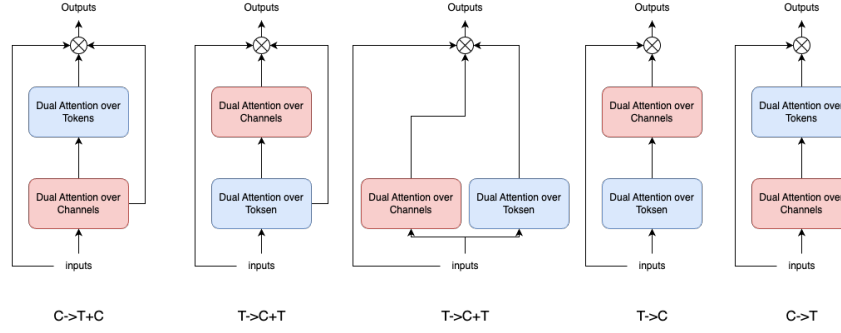 Outputs
Dual Attention over
Tokens
Dual Attention over
Channels
inputs
C->T+C
Outputs
Dual Attention over
Channels
Dual Attention over
Toksen
inputs
T->C+T
Outputs
Dual Attention over
Channels
Dual Attention over
Toksen
inputs
T->C+T
Outputs
Dual Attention over
Channels
Dual Attention over
Toksen
inputs
T->C
Outputs
Dual Attention over
Tokens
Dual Attention over
Channels
inputs
C->T